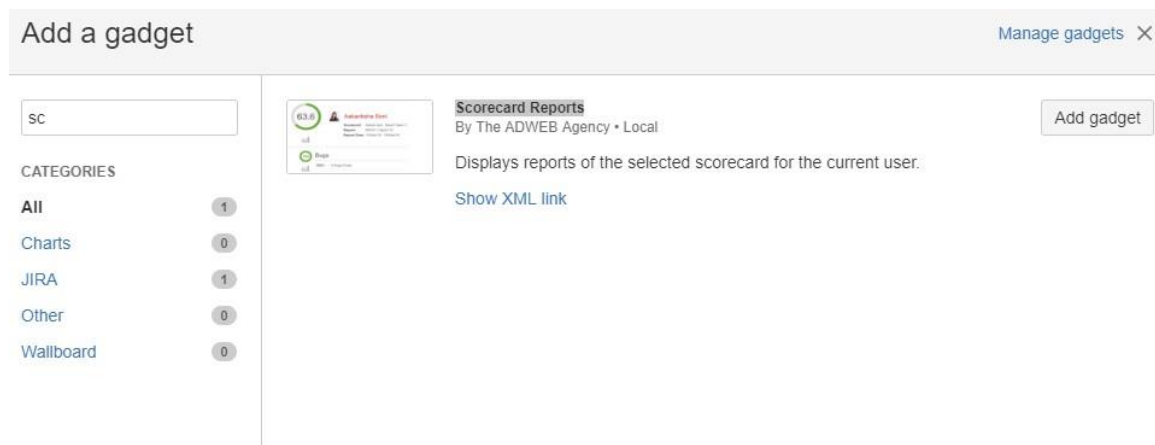 Add a gadget
Manage gadgets
sc
CATEGORIES
All 1
Charts 0
JIRA 1
Other 0
Wallboard 0
63.6
Bugs
Scorecard Reports
By The ADWEB Agency • Local
Displays reports of the selected scorecard for the current user.
Show XML link
Add gadget